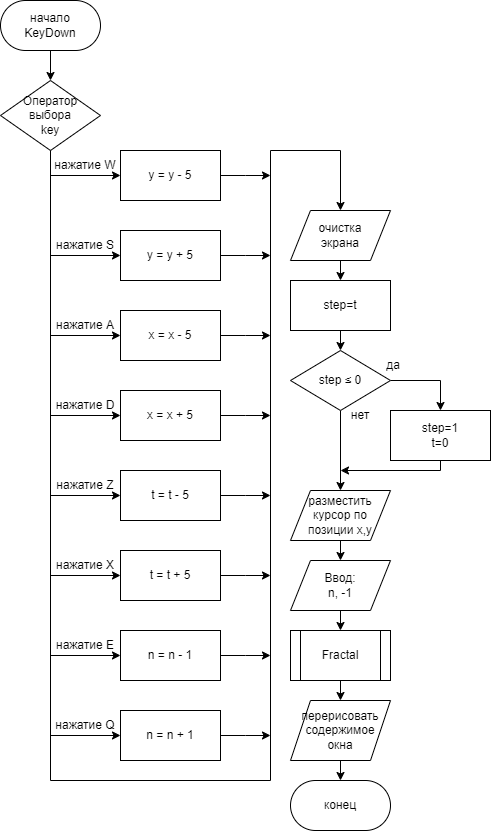 начало
KeyDown
Оператор
выбора
key
нажатие W
y = y - 5
нажатие S
y = y + 5
нажатие A
x = x - 5
нажатие D
x = x + 5
нажатие Z
t = t - 5
нажатие X
t = t + 5
нажатие E
n = n - 1
нажатие Q
n = n + 1
очистка
экрана
step=t
step ≤ 0
да
нет
step=1
t=0
разместить
курсор по
позиции x,y
Ввод:
n, -1
Fractal
перерисовать
содержимое
окна
конец